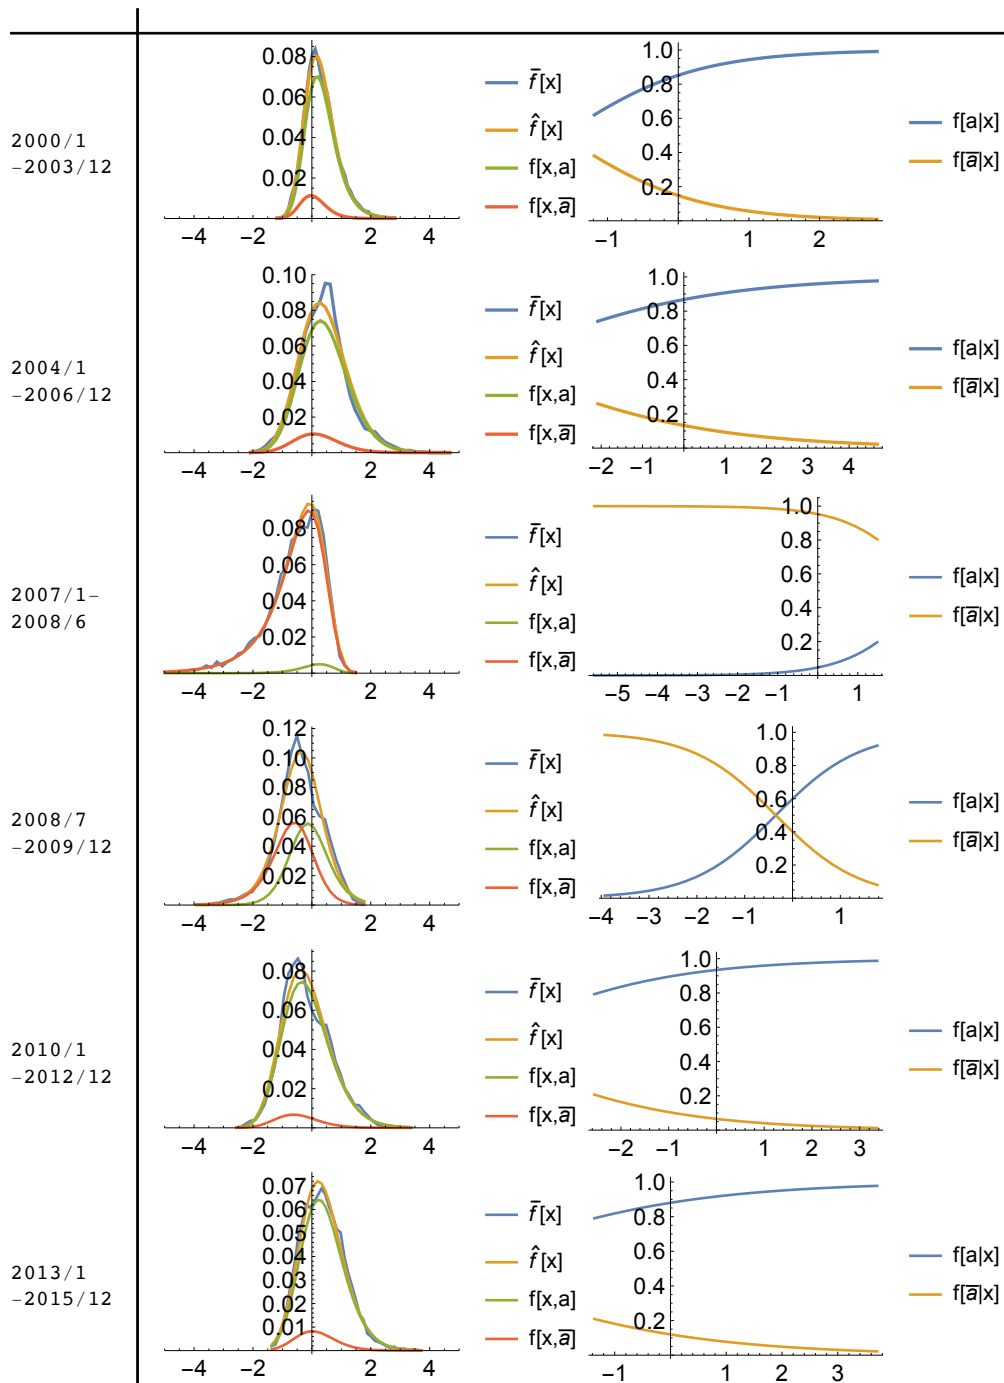 2000/1
-2003/12
0.08
0.06
0.04
0.02
-4 -2 2 4
f̄[x]
f̂[x]
f[x,a]
f[x,a̅]
1.0
0.8
0.6
0.4
0.2
-1 1 2
f[a|x]
f[a̅|x]
2004/1
-2006/12
0.10
0.08
0.06
0.04
0.02
-4 -2 2 4
f̄[x]
f̂[x]
f[x,a]
f[x,a̅]
1.0
0.8
0.6
0.4
0.2
-2 -1 1 2 3 4
f[a|x]
f[a̅|x]
2007/1-
2008/6
0.08
0.06
0.04
0.02
-4 -2 2 4
f̄[x]
f̂[x]
f[x,a]
f[x,a̅]
1.0
0.8
0.6
0.4
0.2
-5 -4 -3 -2 -1 1
f[a|x]
f[a̅|x]
2008/7
-2009/12
0.12
0.10
0.08
0.06
0.04
0.02
-4 -2 2 4
f̄[x]
f̂[x]
f[x,a]
f[x,a̅]
1.0
0.8
0.6
0.4
0.2
-4 -3 -2 -1 1
f[a|x]
f[a̅|x]
2010/1
-2012/12
0.08
0.06
0.04
0.02
-4 -2 2 4
f̄[x]
f̂[x]
f[x,a]
f[x,a̅]
1.0
0.8
0.6
0.4
0.2
-2 -1 1 2 3
f[a|x]
f[a̅|x]
2013/1
-2015/12
0.07
0.06
0.05
0.04
0.03
0.02
0.01
-4 -2 2 4
f̄[x]
f̂[x]
f[x,a]
f[x,a̅]
1.0
0.8
0.6
0.4
0.2
-1 1 2 3
f[a|x]
f[a̅|x]